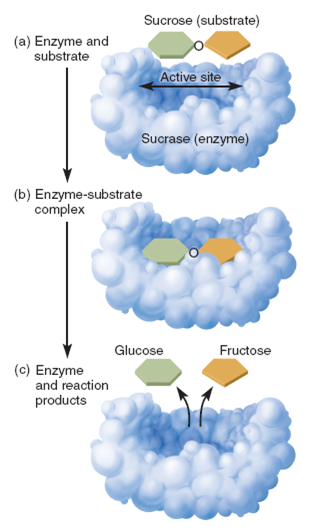 Sucrose (substrate)
(a) Enzyme and
substrate
O
Active site
Sucrase (enzyme)
(b) Enzyme-substrate
complex
O
Glucose
Fructose
(c) Enzyme
and reaction
products